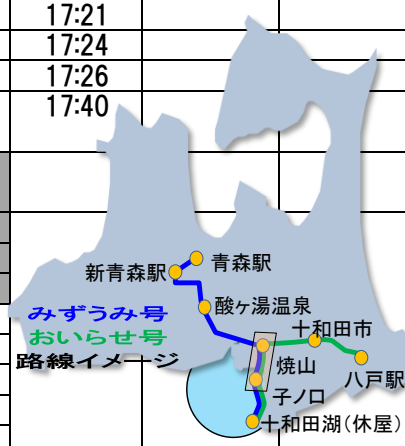 17:21
17:24
17:26
17:40
青森駅
新青森駅
酸ヶ湯温泉
みずうみ号
十和田市
おいらせ号
路線イメージ
焼山
八戸駅
子ノ口
十和田湖(休屋)